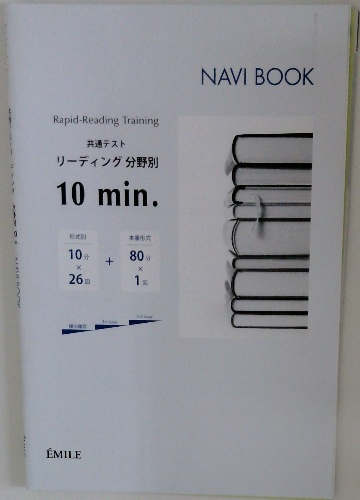 NAVI BOOK
Rapid-Reading Training
共通テスト
リーディング 分野別
10 min.
形式別
10分
×
26回
+
本番形式
80分
×
1回
ÉMILE
NAVI BOOK